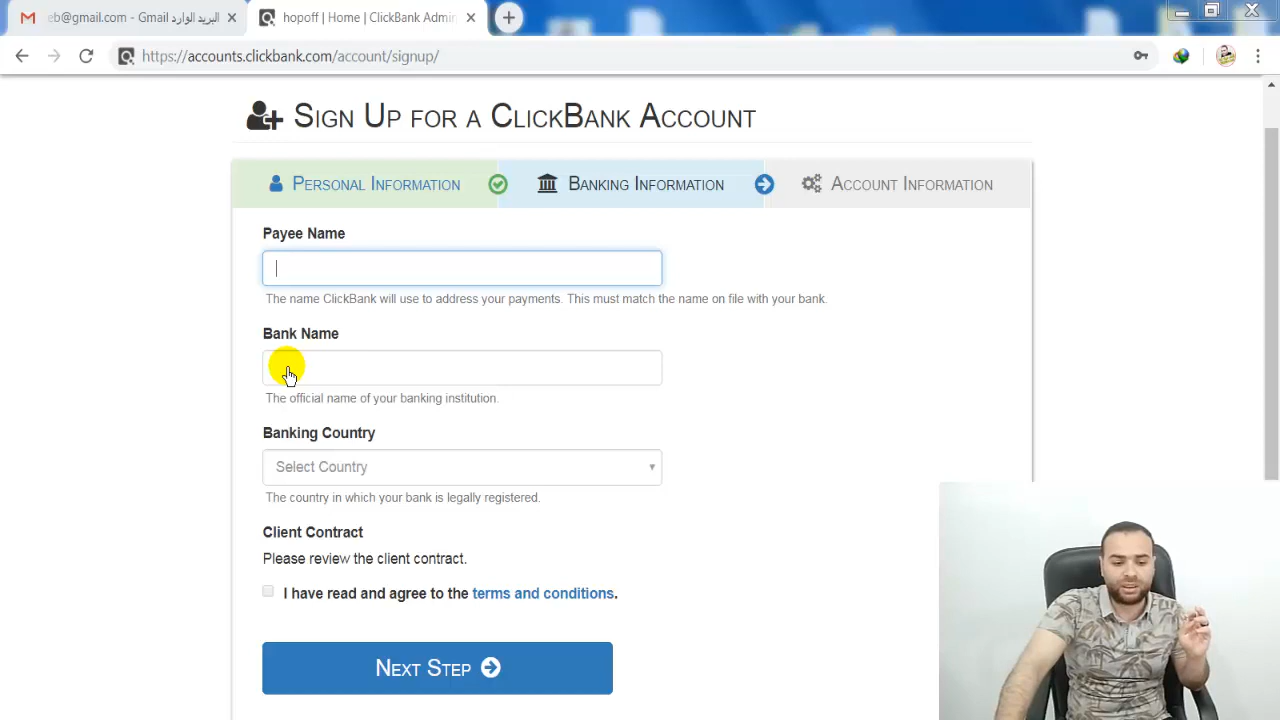 eb@gmail.com - Gmail البريد الوارد
hopoff | Home | ClickBank Admin
https://accounts.clickbank.com/account/signup/
Sign Up for a ClickBank Account
Personal Information
Banking Information
Account Information
Payee Name
The name ClickBank will use to address your payments. This must match the name on file with your bank.
Bank Name
The official name of your banking institution.
Banking Country
Select Country
The country in which your bank is legally registered.
Client Contract
Please review the client contract.
I have read and agree to the terms and conditions.
Next Step